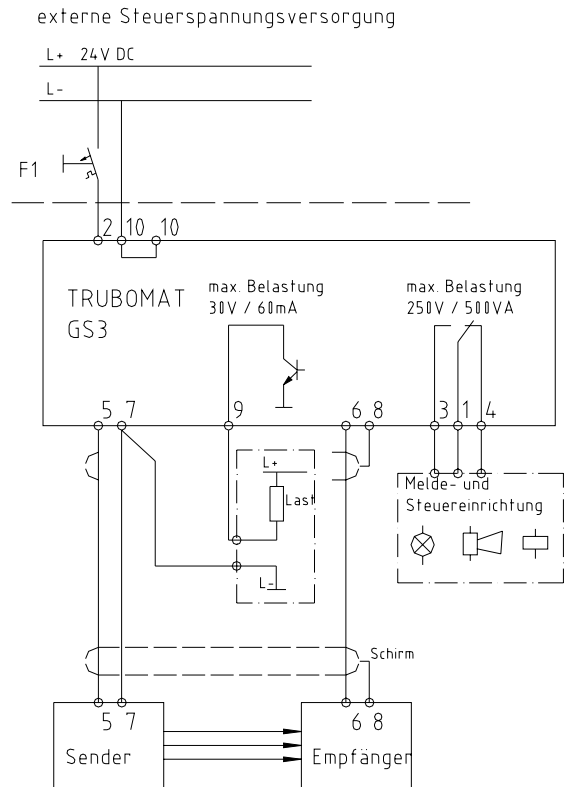 externe Steuerspannungsversorgung
L+ 24V DC
L-
F1
2 10 10
TRUBOMAT
GS3
max. Belastung
30V / 60mA
max. Belastung
250V / 500VA
5 7 9 6 8 3 1 4
L+
Last
L-
Melde- und
Steuereinrichtung
Schirm
5 7
Sender
6 8
Empfänger